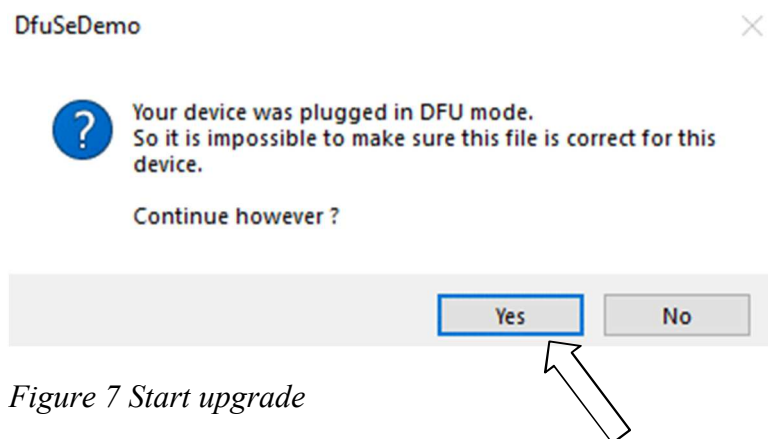 DfuSeDemo
Your device was plugged in DFU mode.
So it is impossible to make sure this file is correct for this
device.
Continue however ?
Yes No
Figure 7 Start upgrade